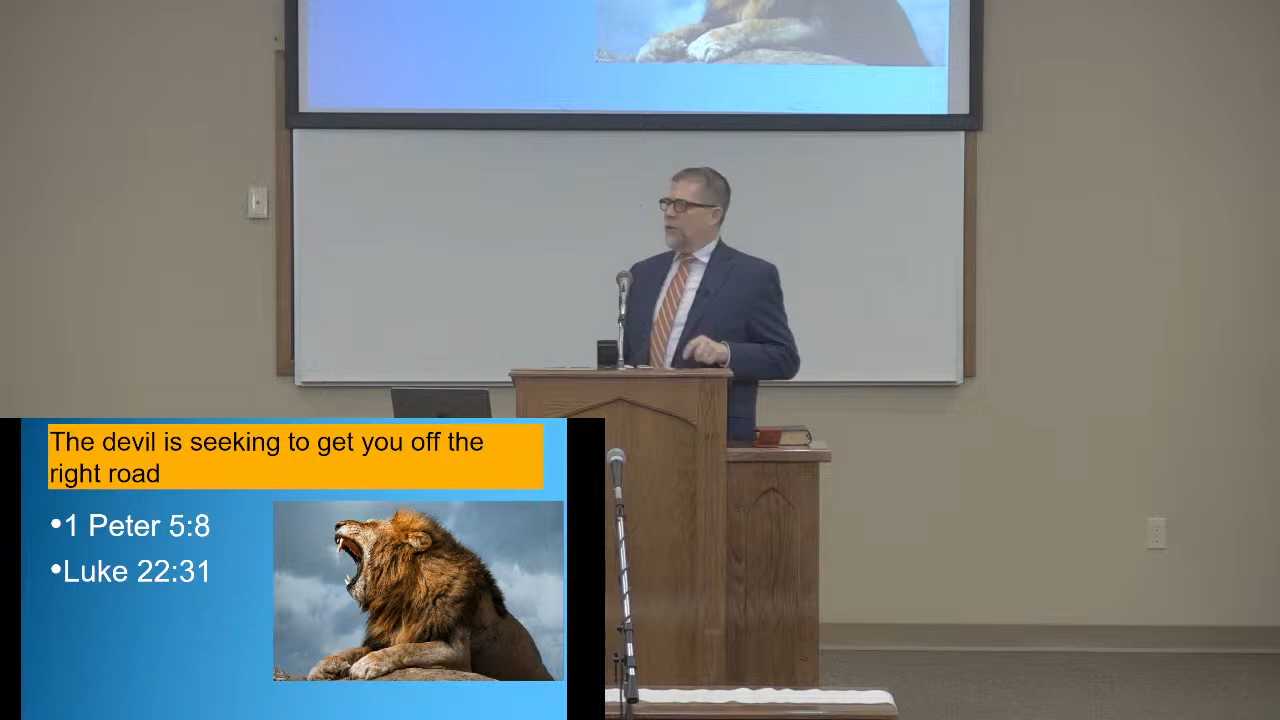 The devil is seeking to get you off the
right road
•1 Peter 5:8
•Luke 22:31